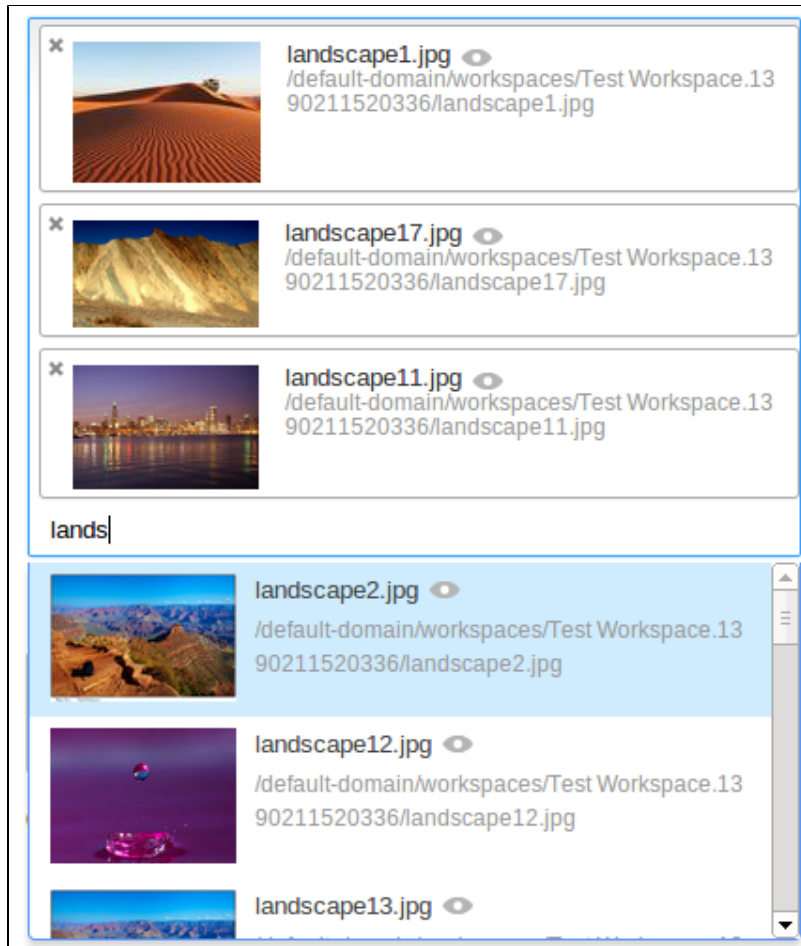 landscape1.jpg
/default-domain/workspaces/Test Workspace.13
90211520336/landscape1.jpg
landscape17.jpg
/default-domain/workspaces/Test Workspace.13
90211520336/landscape17.jpg
landscape11.jpg
/default-domain/workspaces/Test Workspace.13
90211520336/landscape11.jpg
lands
landscape2.jpg
/default-domain/workspaces/Test Workspace.13
90211520336/landscape2.jpg
landscape12.jpg
/default-domain/workspaces/Test Workspace.13
90211520336/landscape12.jpg
landscape13.jpg